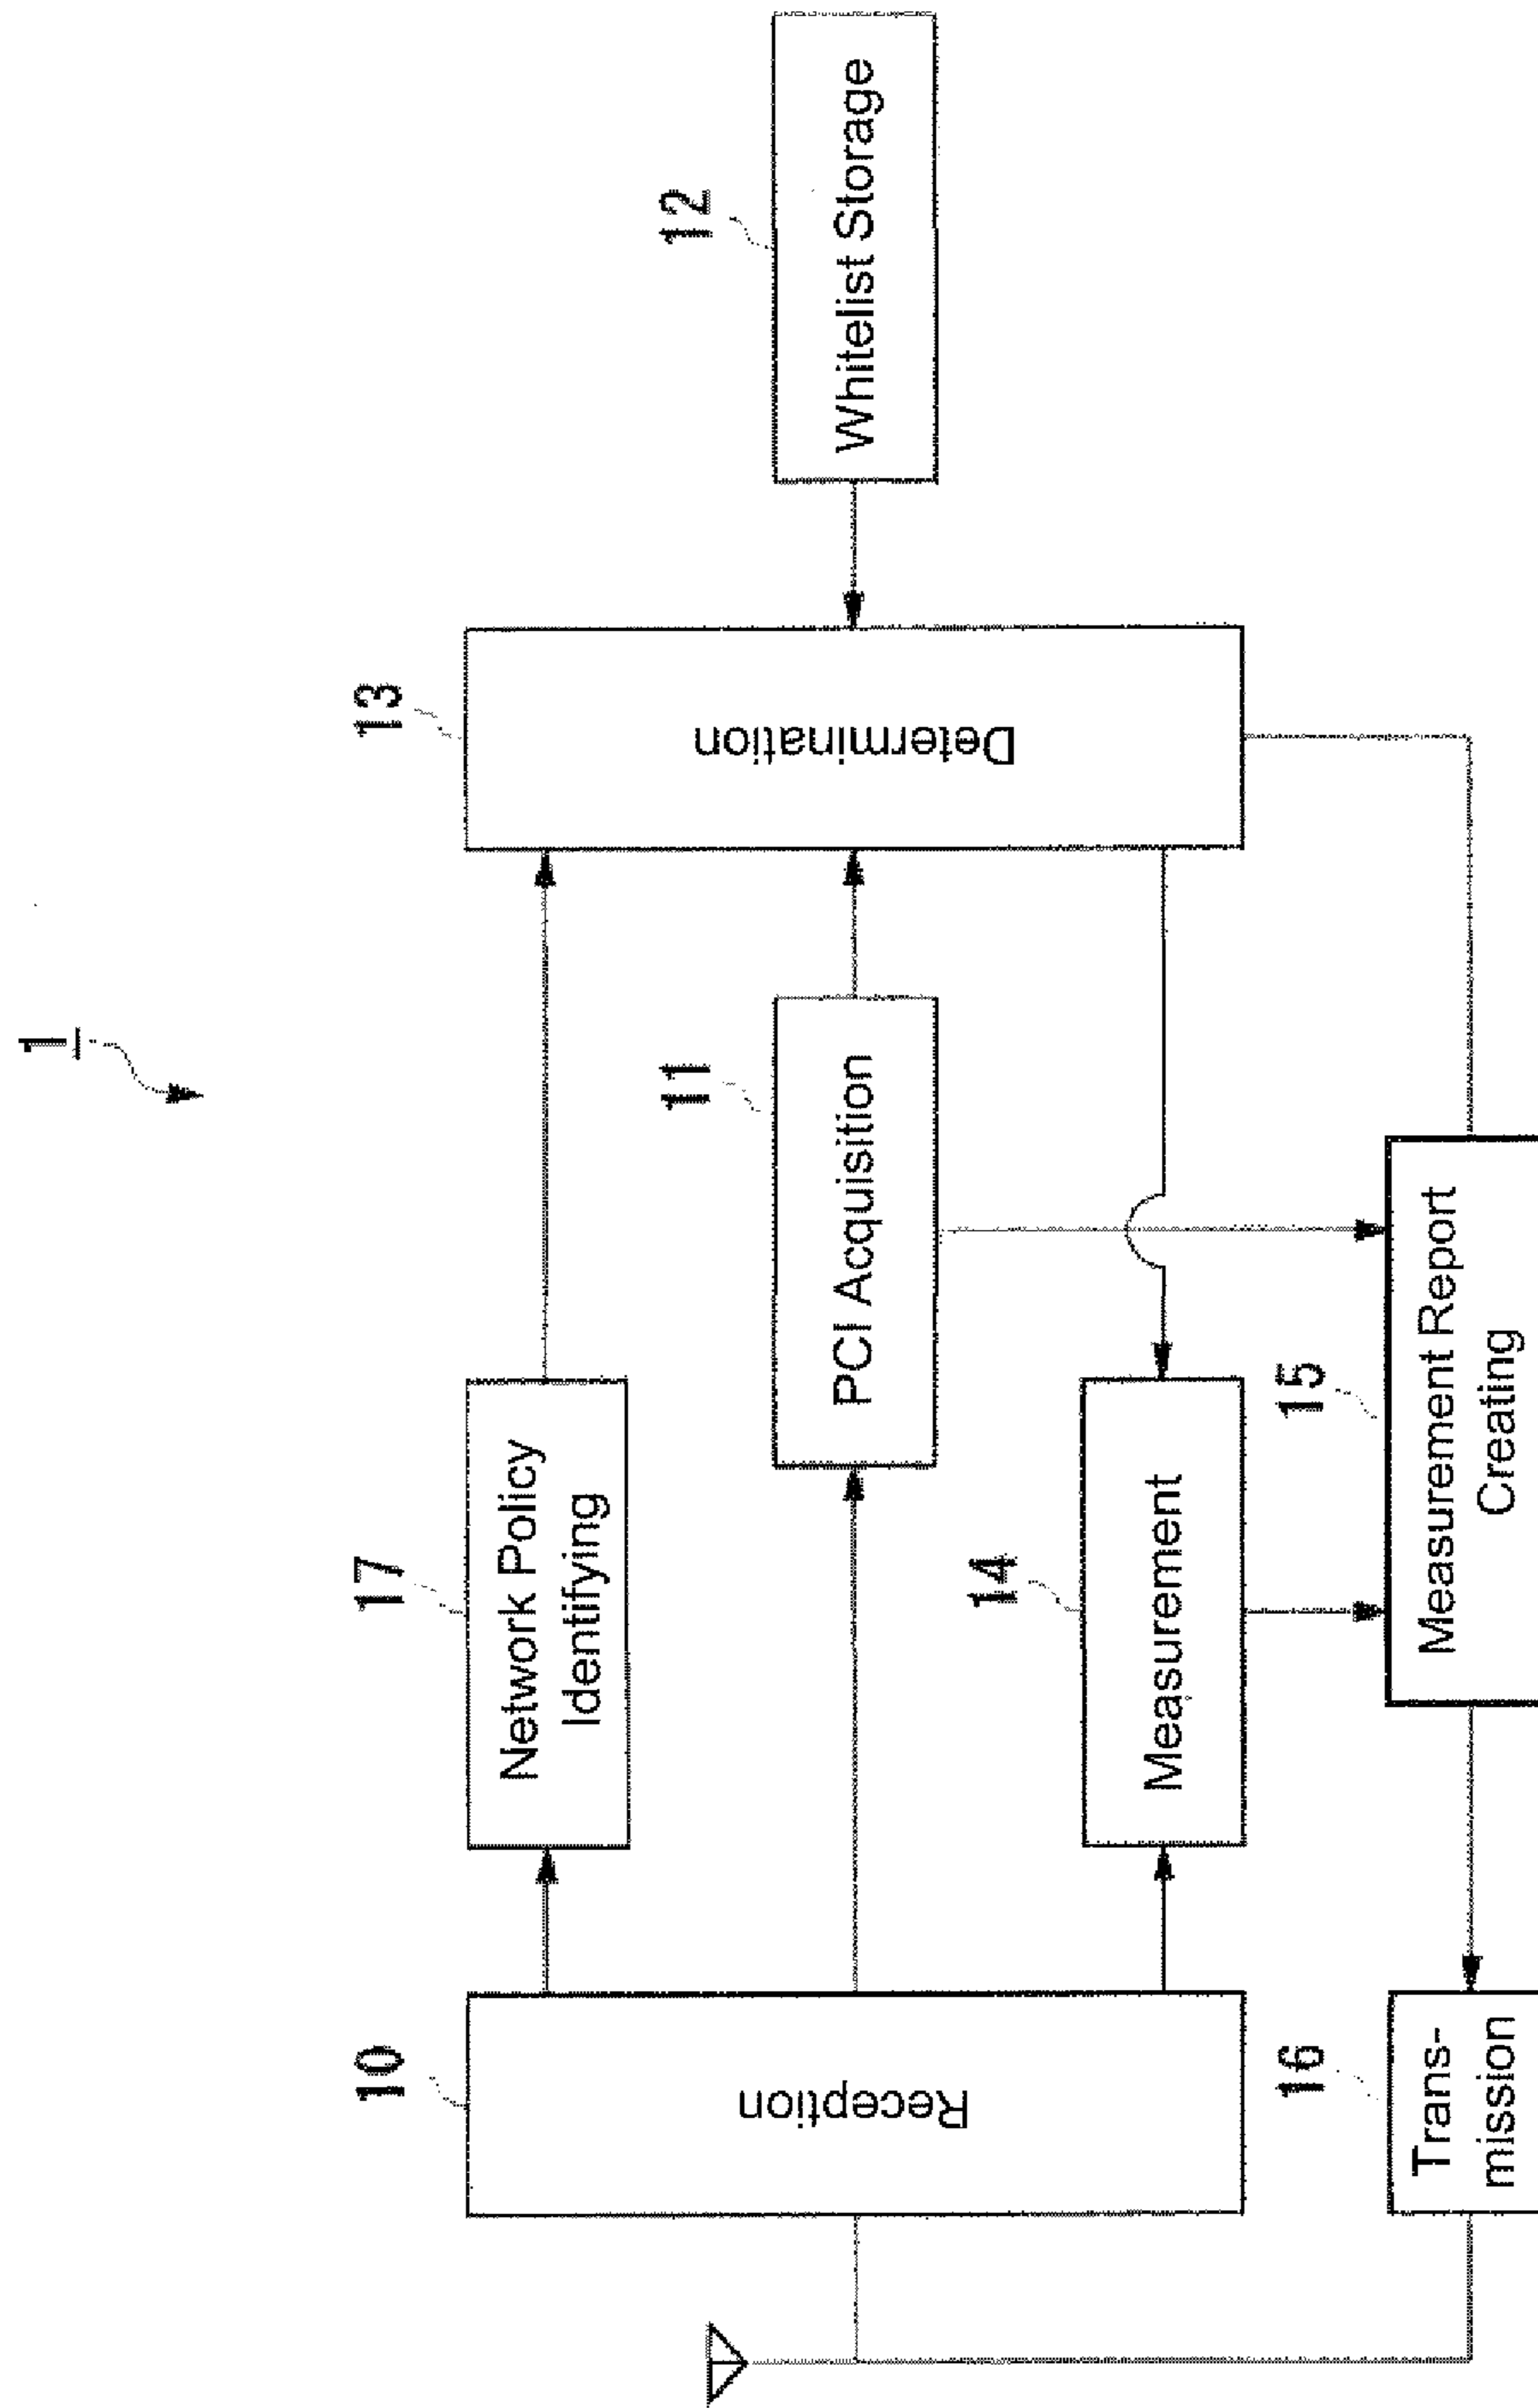 1
17
Network Policy
Identifying
10
Reception
11
PCI Acquisition
13
Determination
12
Whitelist Storage
14
Measurement
15
Measurement Report
Creating
16
Trans-
mission